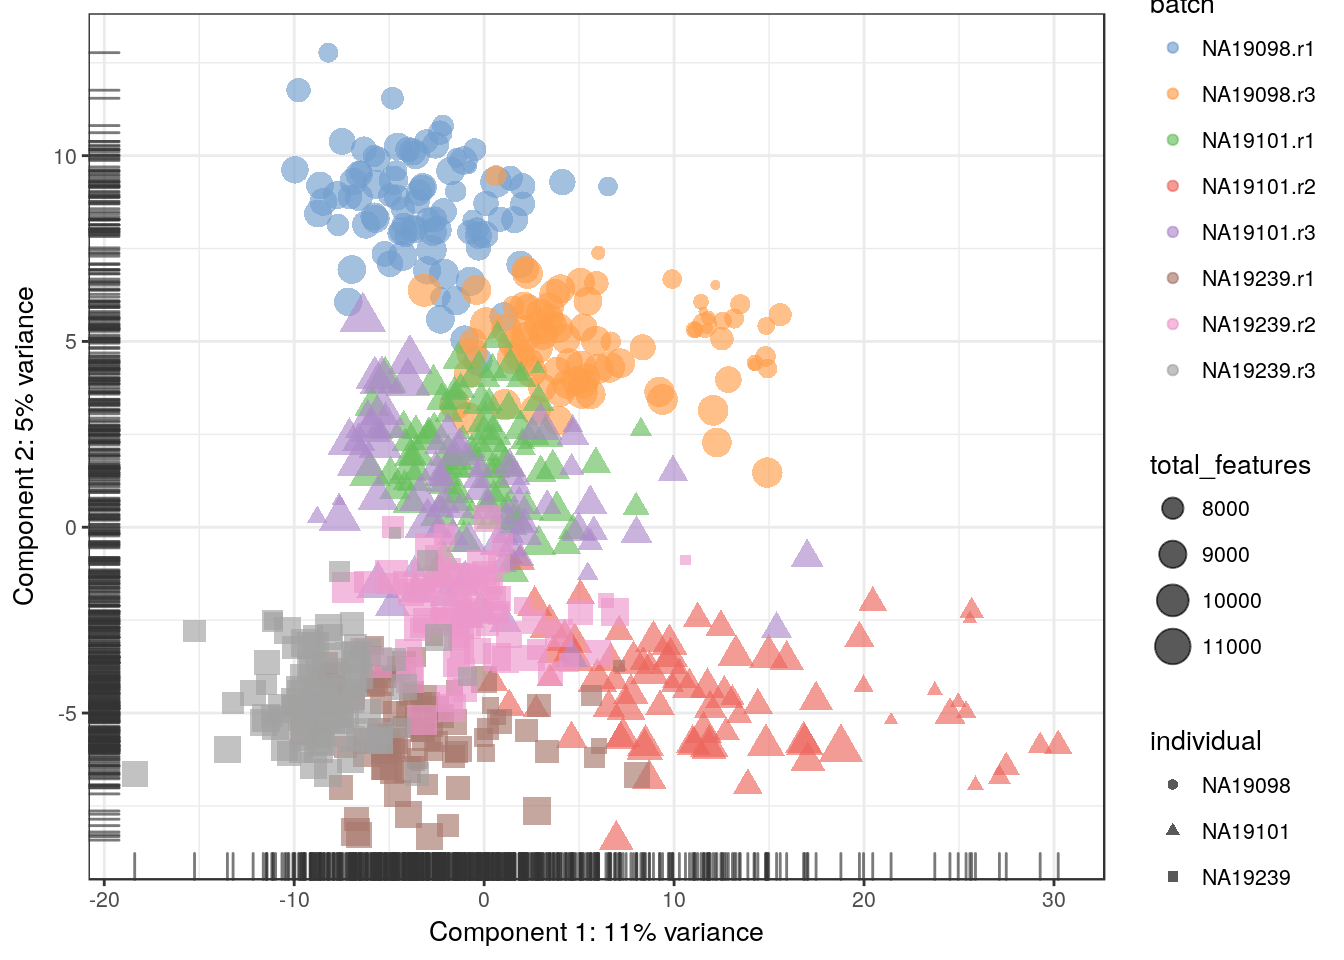 batch
NA19098.r1
NA19098.r3
NA19101.r1
NA19101.r2
NA19101.r3
NA19239.r1
NA19239.r2
NA19239.r3
total_features
8000
9000
10000
11000
individual
NA19098
NA19101
NA19239
Component 2: 5% variance
10
5
0
-5
-20
-10
0
10
20
30
Component 1: 11% variance